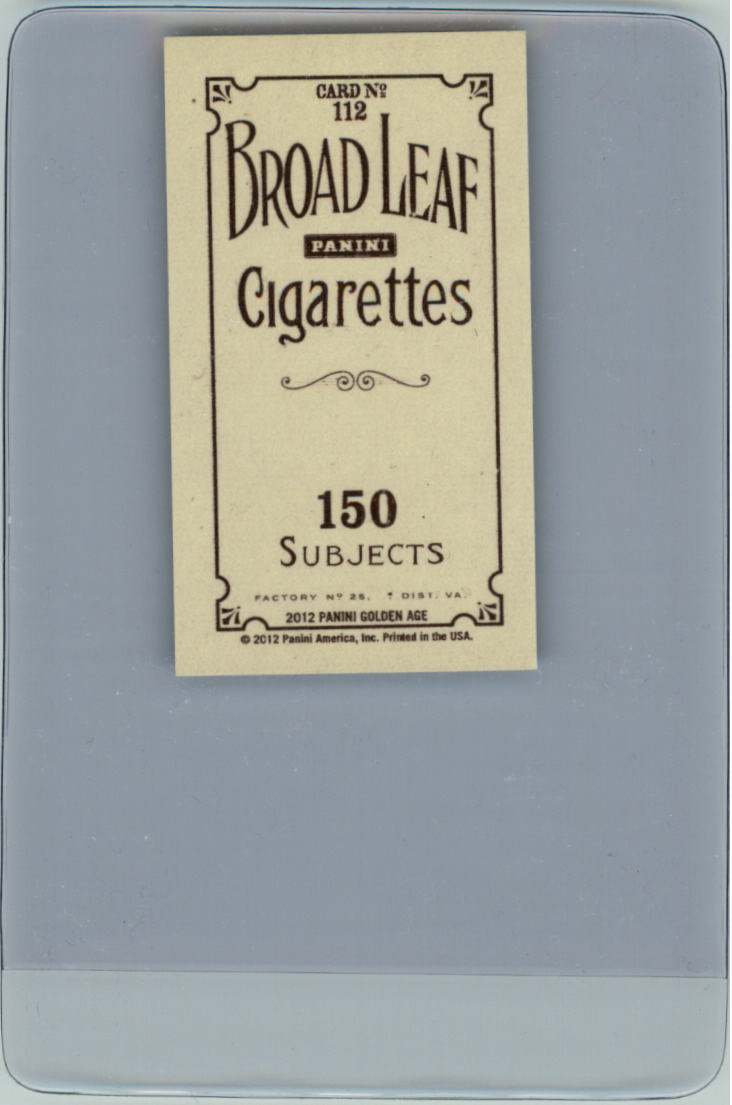 CARD Nº
112
BROAD LEAF
PANINI
Cigarettes
150
SUBJECTS
FACTORY Nº 25. DIST. VA.
2012 PANINI GOLDEN AGE
© 2012 Panini America, Inc. Printed in the USA.